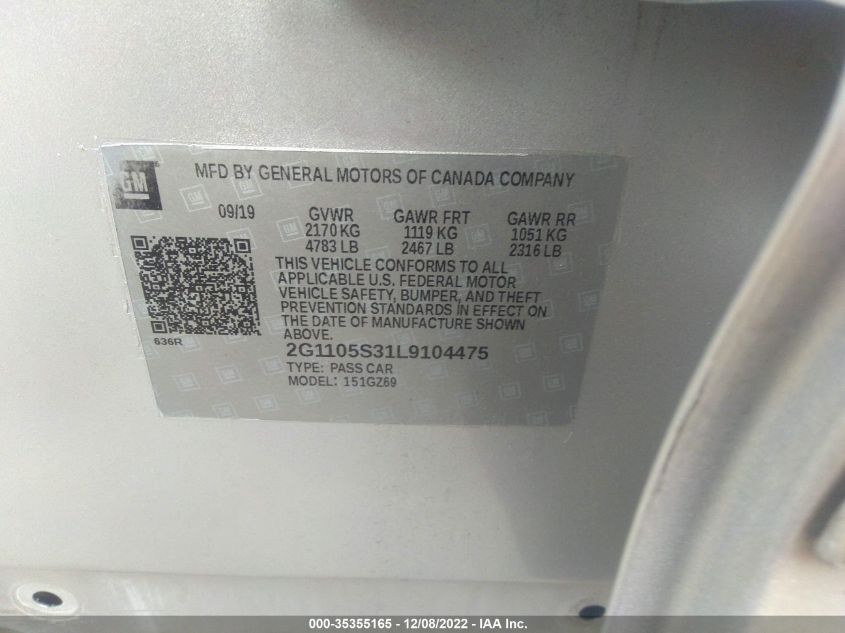 GM
MFD BY GENERAL MOTORS OF CANADA COMPANY
09/19 GVWR GAWR FRT GAWR RR
2170 KG 1119 KG 1051 KG
4783 LB 2467 LB 2316 LB
THIS VEHICLE CONFORMS TO ALL
APPLICABLE U.S. FEDERAL MOTOR
VEHICLE SAFETY, BUMPER, AND THEFT
PREVENTION STANDARDS IN EFFECT ON
THE DATE OF MANUFACTURE SHOWN
ABOVE.
636R
2G1105S31L9104475
TYPE: PASS CAR
MODEL: 151GZ69
000-35355165 - 12/08/2022 - IAA Inc.